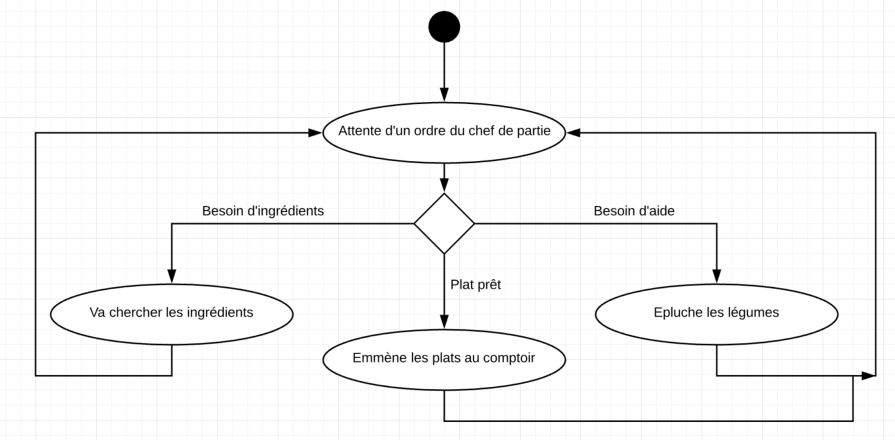 Attente d'un ordre du chef de partie
Besoin d'ingrédients
Besoin d'aide
Plat prêt
Va chercher les ingrédients
Epluche les légumes
Emmène les plats au comptoir